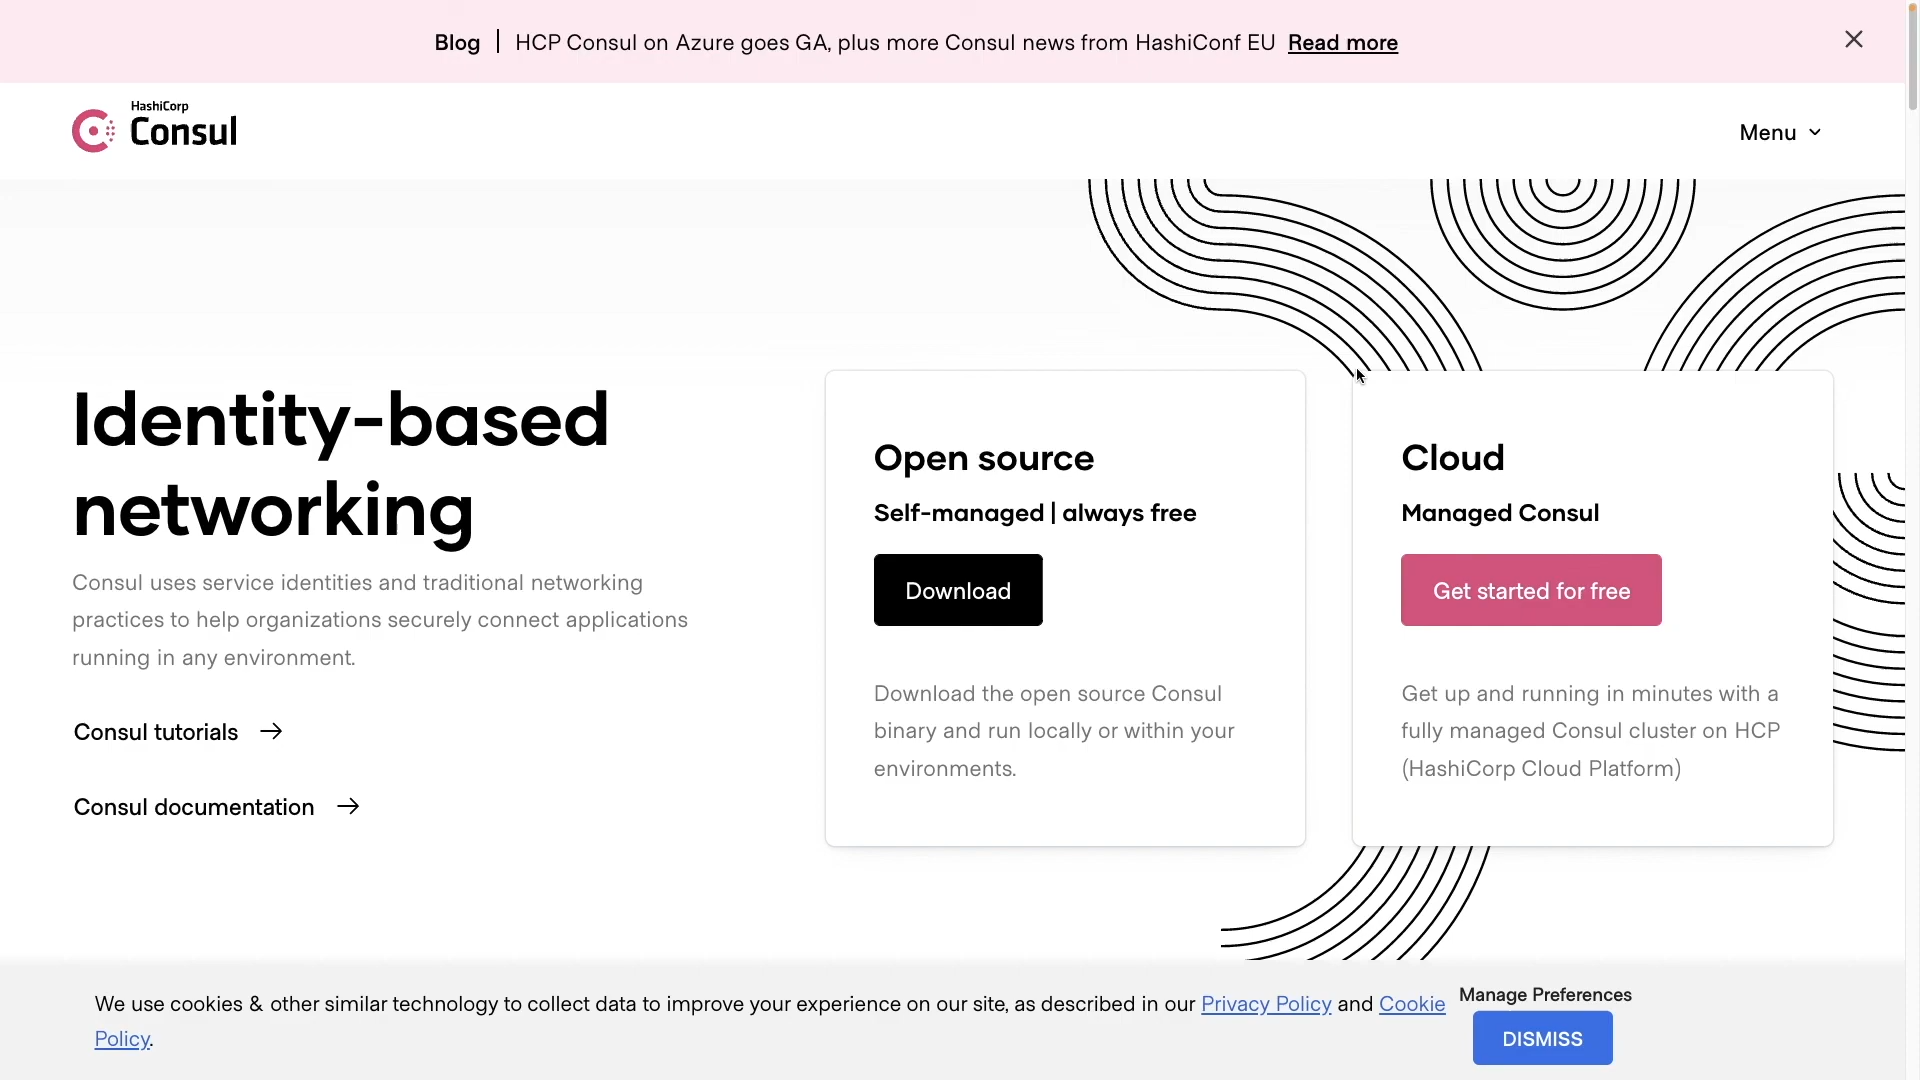 Blog | HCP Consul on Azure goes GA, plus more Consul news from HashiConf EU Read more
HashiCorp
Consul
Menu
Identity-based
networking
Consul uses service identities and traditional networking
practices to help organizations securely connect applications
running in any environment.
Consul tutorials
Consul documentation
Open source
Self-managed | always free
Download
Download the open source Consul
binary and run locally or within your
environments.
Cloud
Managed Consul
Get started for free
Get up and running in minutes with a
fully managed Consul cluster on HCP
(HashiCorp Cloud Platform)
We use cookies & other similar technology to collect data to improve your experience on our site, as described in our Privacy Policy and Cookie
Policy.
Manage Preferences
DISMISS